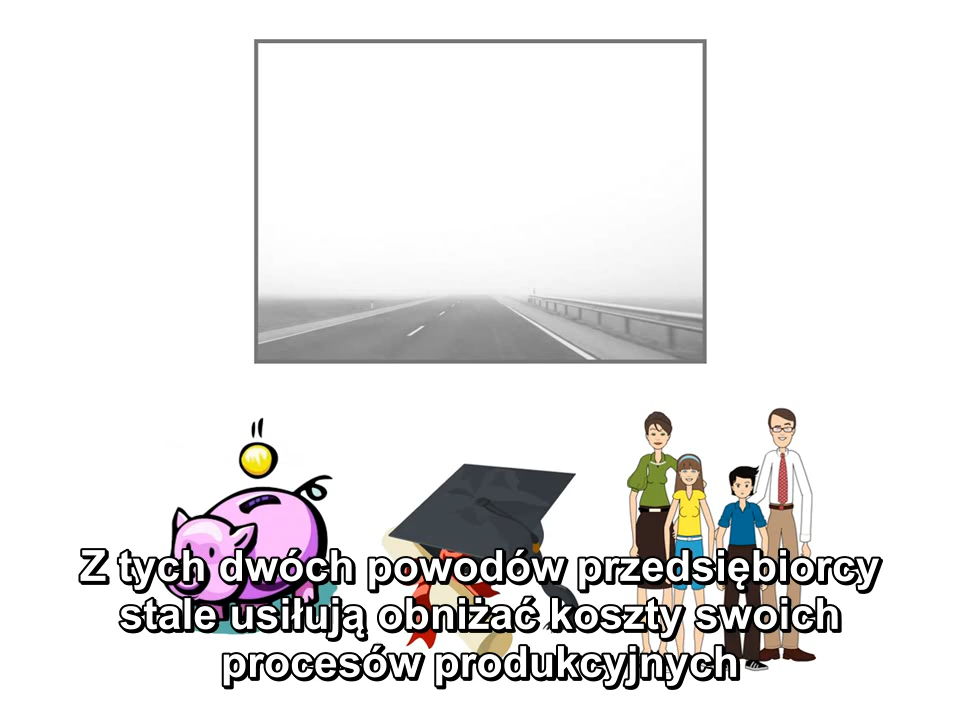 Z tych dwóch powodów przedsiębiorcy
stale usiłują obniżać koszty swoich
procesów produkcyjnych